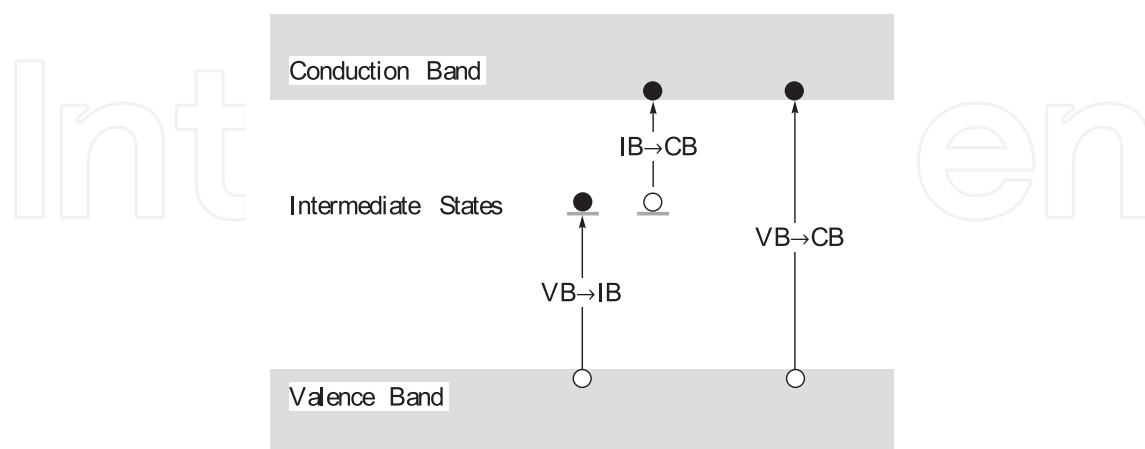 Conduction Band
IB→CB
Intermediate States
VB→CB
VB→IB
Valence Band